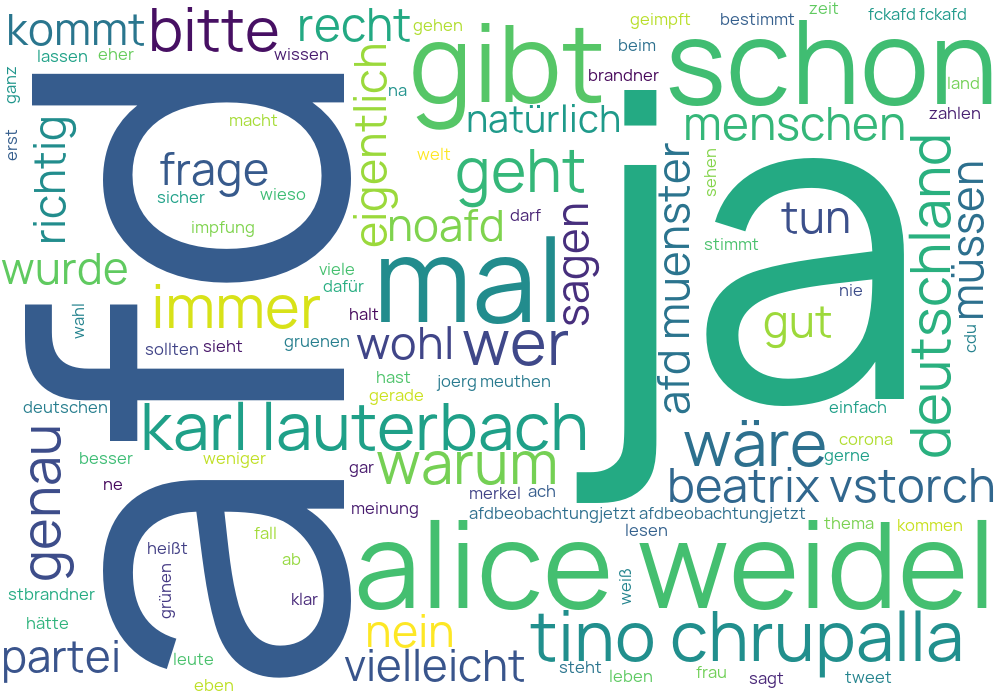 kommt
bitte
recht
gehen
geimpft
bestimmt
zeit
fckafd fckafd
lassen
eher
wissen
gibt
beim
schon
ganz
eigentlich
na
brandner
land
afd
macht
natürlich
ja
menschen
zahlen
erst
richtig
frage
sicher
wieso
impfung
welt
geht
noafd
darf
afd muenster
sehen
tun
stimmt
deutschland
müssen
wurde
viele
dafür
mal
sagen
nie
immer
halt
wahl
gut
cdu
sollten
sieht
gruenen
wohl
wer
hast
joerg meuthen
gerade
deutschen
einfach
karl lauterbach
genau
besser
weniger
gar
warum
wäre
corona
gerne
ne
meinung
merkel
ach
beatrix vstorch
afdbeobachtungjetzt afdbeobachtungjetzt
thema
kommen
lesen
heißt
fall
ab
alice weidel
weiß
stbrandner
grünen
klar
hätte
nein
tino chrupalla
partei
leute
vielleicht
steht
leben
frau
sagt
tweet
eben